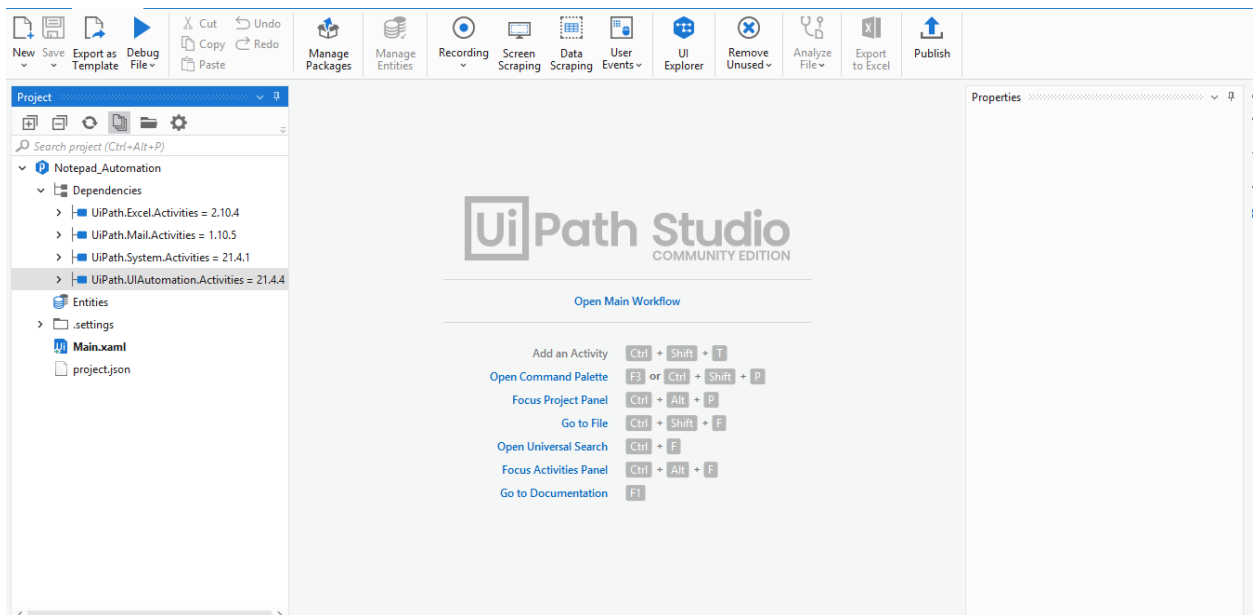 New Save Export as Template Debug File
Cut
Copy
Paste
Undo
Redo
Manage Packages
Manage Entities
Recording
Screen Scraping
Data Scraping
User Events
UI Explorer
Remove Unused
Analyze File
Export to Excel
Publish
Project
Search project (Ctrl+Alt+P)
Notepad_Automation
Dependencies
UiPath.Excel.Activities = 2.10.4
UiPath.Mail.Activities = 1.10.5
UiPath.System.Activities = 21.4.1
UiPath.UIAutomation.Activities = 21.4.4
Entities
.settings
Main.xaml
project.json
UiPath Studio
COMMUNITY EDITION
Open Main Workflow
Add an Activity Ctrl + Shift + T
Open Command Palette F3 or Ctrl + Shift + P
Focus Project Panel Ctrl + Alt + P
Go to File Ctrl + Shift + F
Open Universal Search Ctrl + F
Focus Activities Panel Ctrl + Alt + F
Go to Documentation F1
Properties